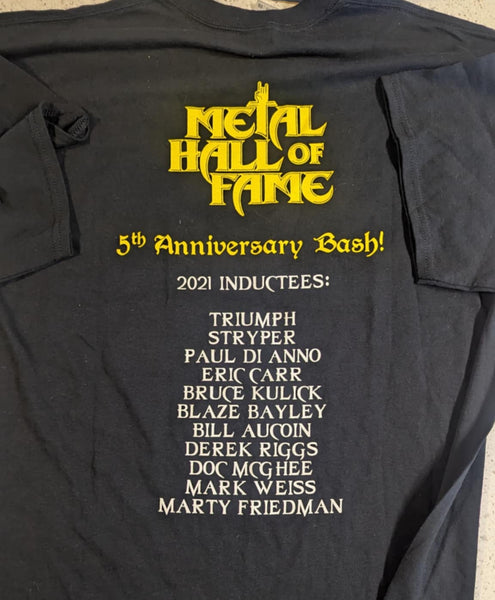 METAL
HALL OF
FAME
5th Anniversary Bash!
2021 INDUCTEES:
TRIUMPH
STRYPER
PAUL DI ANNO
ERIC CARR
BRUCE KULICK
BLAZE BAYLEY
BILL AUCOIN
DEREK RIGGS
DOC MCGHEE
MARK WEISS
MARTY FRIEDMAN